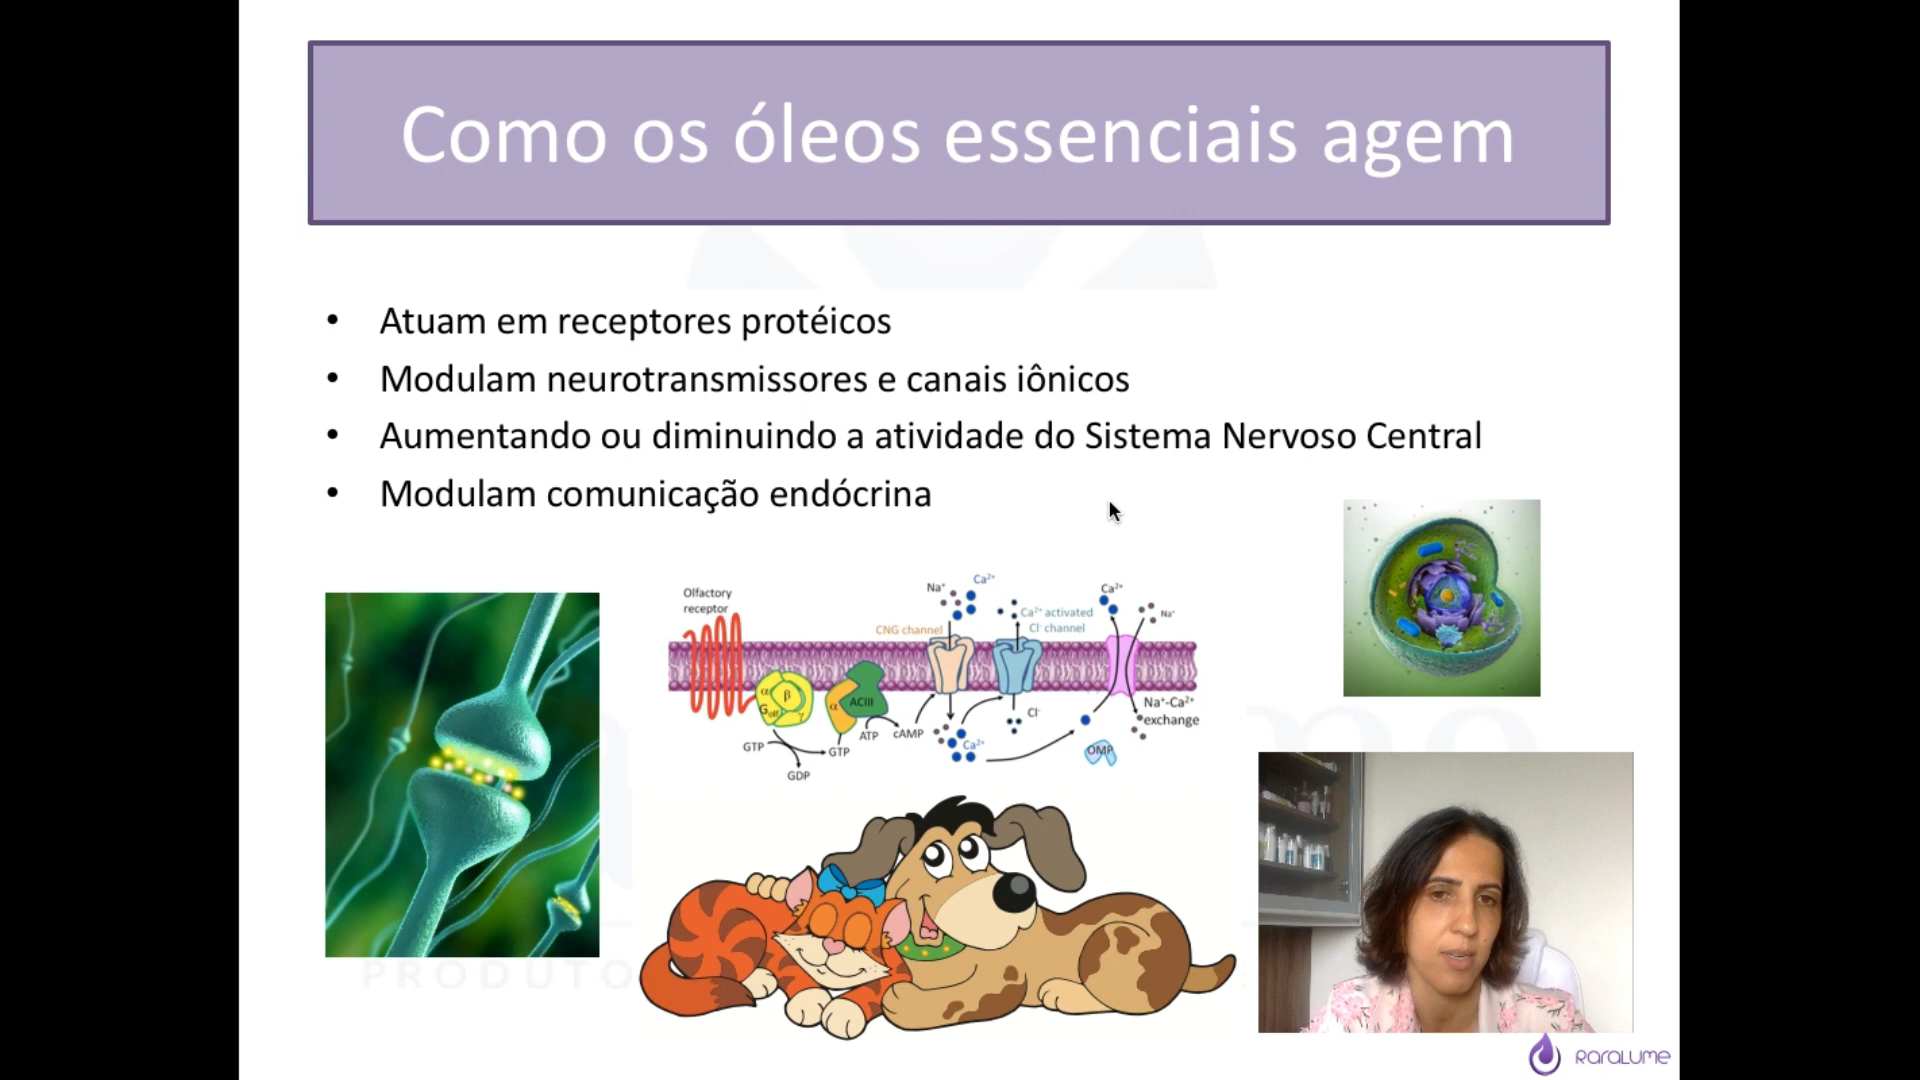 Como os óleos essenciais agem
• Atuam em receptores protéicos
• Modulam neurotransmissores e canais iônicos
• Aumentando ou diminuindo a atividade do Sistema Nervoso Central
• Modulam comunicação endócrina
Olfactory
receptor
CNG channel
Na⁺
Ca²⁺
Ca²⁺ activated
Cl⁻ channel
Ca²⁺
Na⁺
α
β
γ
Golf
α
ACIII
GTP
GDP
GTP
ATP
cAMP
Ca²⁺
Cl⁻
Na⁺-Ca²⁺
exchange
OMP
PRODUTO
RARALUME